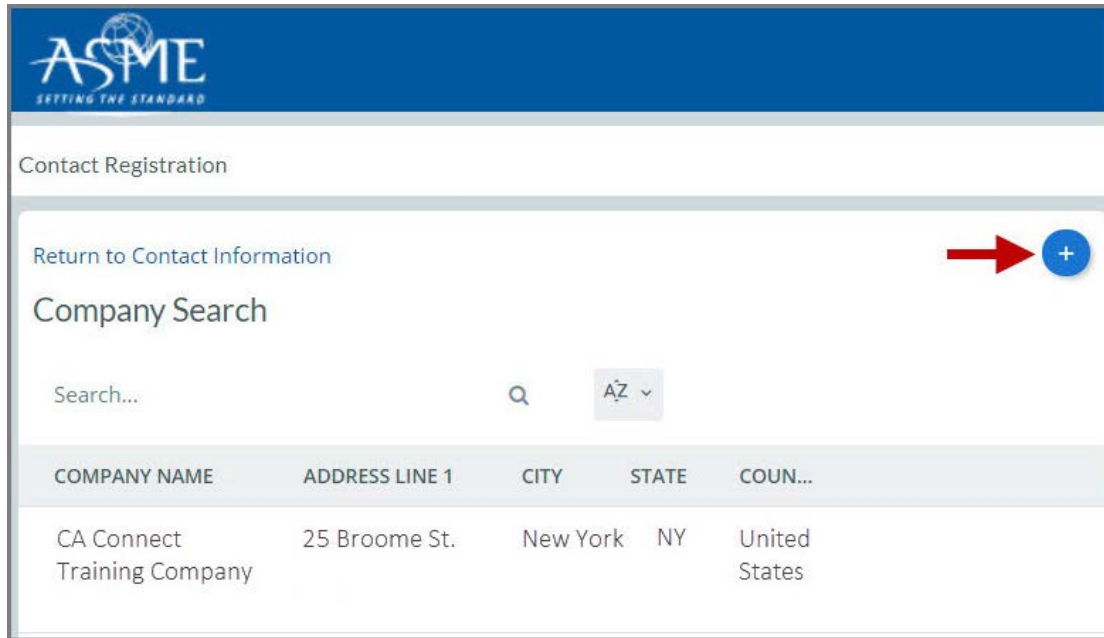 ASME
SETTING THE STANDARD
Contact Registration
Return to Contact Information
+
Company Search
Search...
AZ
COMPANY NAME ADDRESS LINE 1 CITY STATE COUN...
CA Connect 25 Broome St. New York NY United
Training Company States